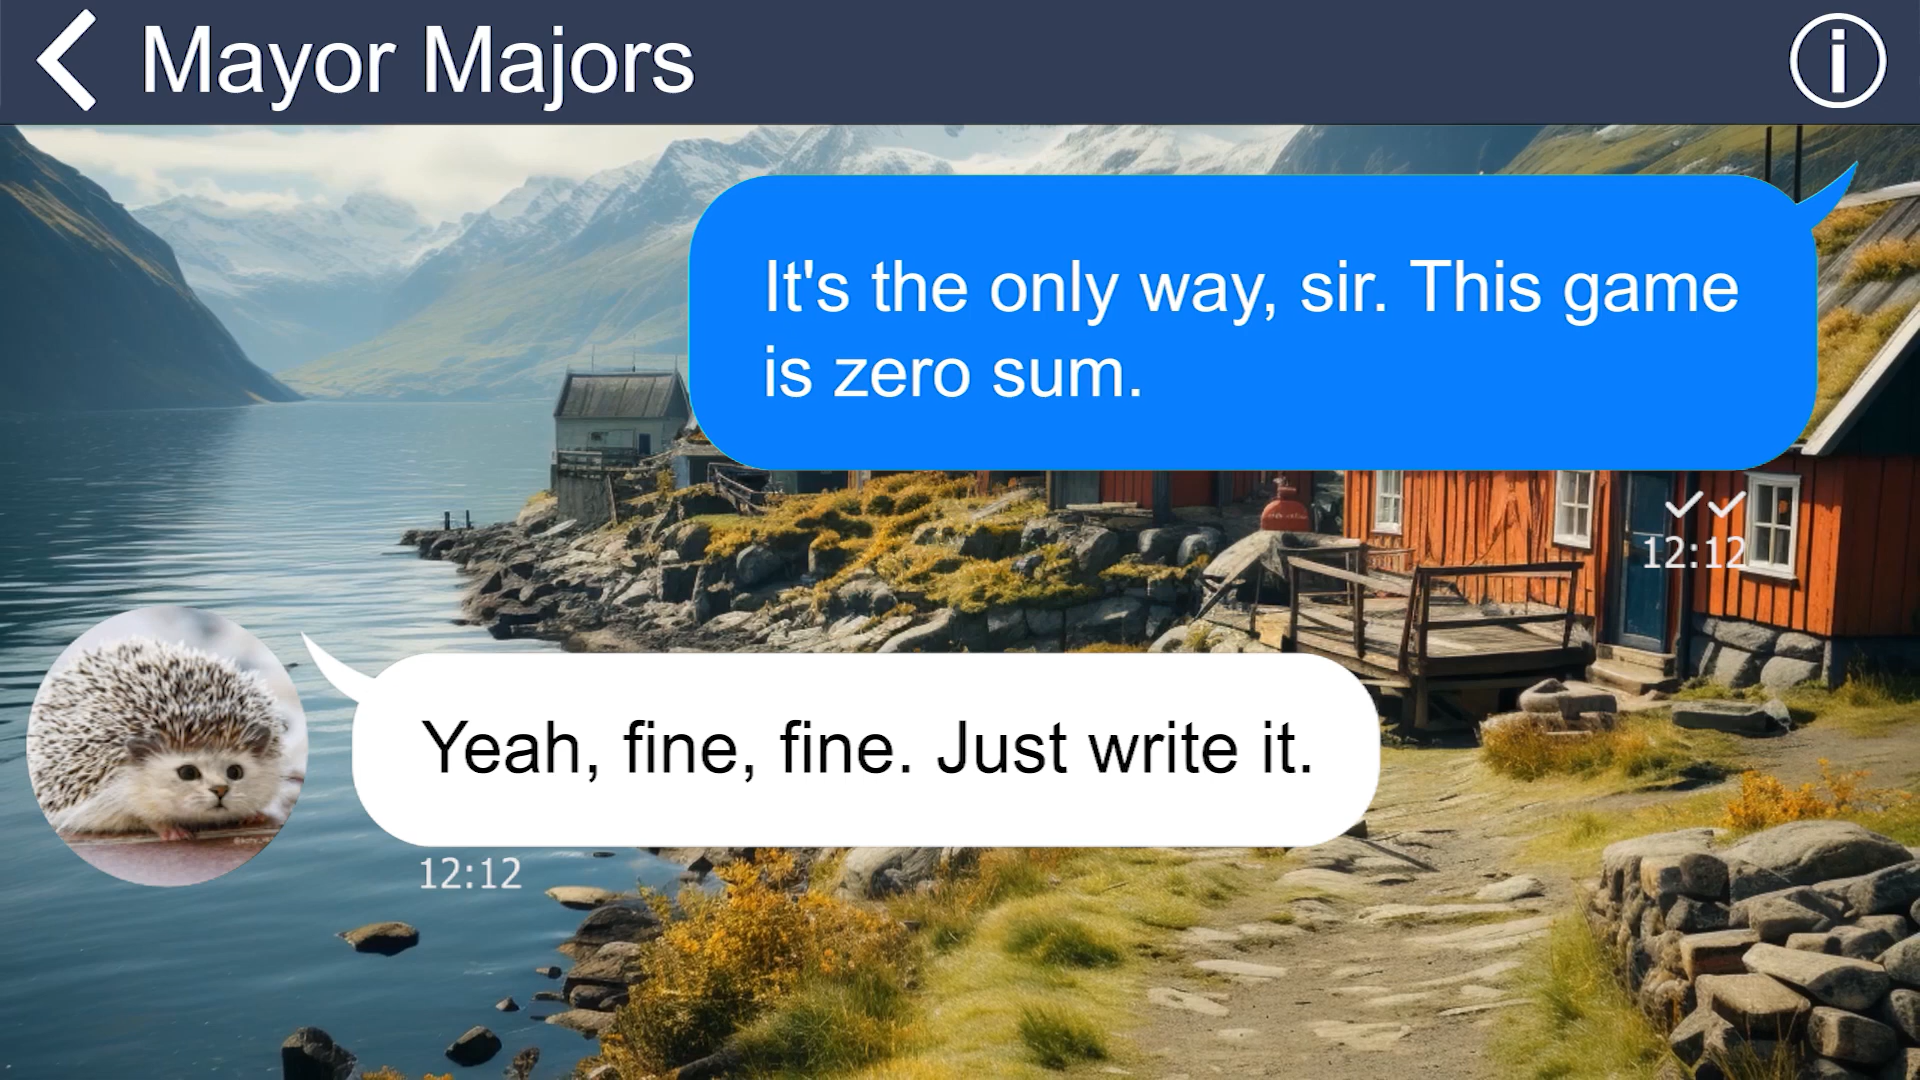 Mayor Majors
It's the only way, sir. This game
is zero sum.
12:12
Yeah, fine, fine. Just write it.
12:12